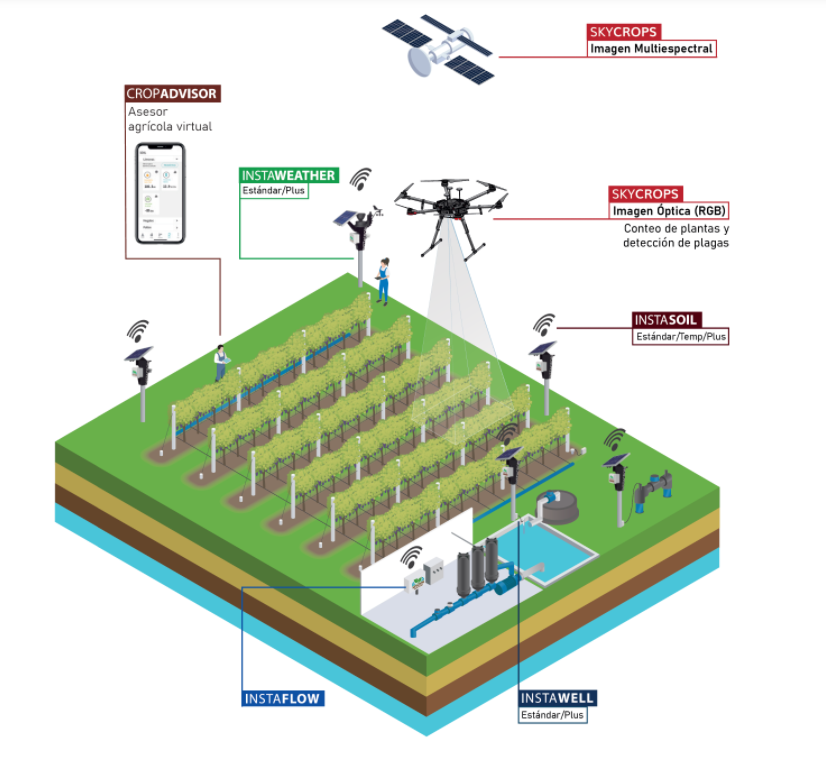 SKYCROPS
Imagen Multiespectral
CROPADVISOR
Asesor
agrícola virtual
INSTAWEATHER
Estándar/Plus
SKYCROPS
Imagen Óptica (RGB)
Conteo de plantas y
detección de plagas
INSTASOIL
Estándar/Temp/Plus
INSTAFLOW
INSTAWELL
Estándar/Plus